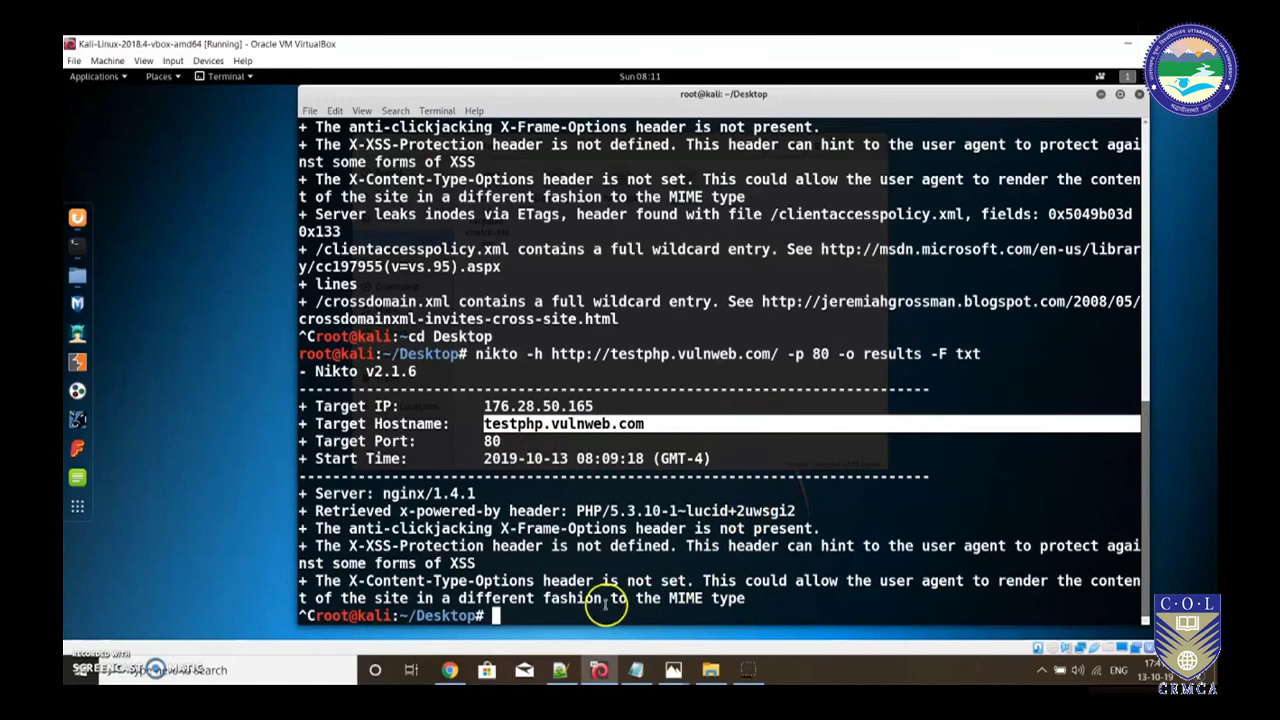 Kali-Linux-2018.4-vbox-amd64 [Running] - Oracle VM VirtualBox
File Machine View Input Devices Help
Applications Places Terminal Sun 08:11 1
root@kali: ~/Desktop
File Edit View Search Terminal Help
+ The anti-clickjacking X-Frame-Options header is not present.
+ The X-XSS-Protection header is not defined. This header can hint to the user agent to protect agai
nst some forms of XSS
+ The X-Content-Type-Options header is not set. This could allow the user agent to render the conten
t of the site in a different fashion to the MIME type
+ Server leaks inodes via ETags, header found with file /clientaccesspolicy.xml, fields: 0x5049b03d
0x133
+ /clientaccesspolicy.xml contains a full wildcard entry. See http://msdn.microsoft.com/en-us/librar
y/cc197955(v=vs.95).aspx
+ lines
+ /crossdomain.xml contains a full wildcard entry. See http://jeremiahgrossman.blogspot.com/2008/05/
crossdomainxml-invites-cross-site.html
^Croot@kali:~cd Desktop
root@kali:~/Desktop# nikto -h http://testphp.vulnweb.com/ -p 80 -o results -F txt
- Nikto v2.1.6
---------------------------------------------------------------------------
+ Target IP: 176.28.50.165
+ Target Hostname: testphp.vulnweb.com
+ Target Port: 80
+ Start Time: 2019-10-13 08:09:18 (GMT-4)
---------------------------------------------------------------------------
+ Server: nginx/1.4.1
+ Retrieved x-powered-by header: PHP/5.3.10-1~lucid+2uwsgi2
+ The anti-clickjacking X-Frame-Options header is not present.
+ The X-XSS-Protection header is not defined. This header can hint to the user agent to protect agai
nst some forms of XSS
+ The X-Content-Type-Options header is not set. This could allow the user agent to render the conten
t of the site in a different fashion to the MIME type
^Croot@kali:~/Desktop#
RECORDED WITH
SCREENCAST MATIC
here to search
ENG
13-10-19
C·O·L
CRMCA
UTTARAKHAND OPEN UNIVERSITY